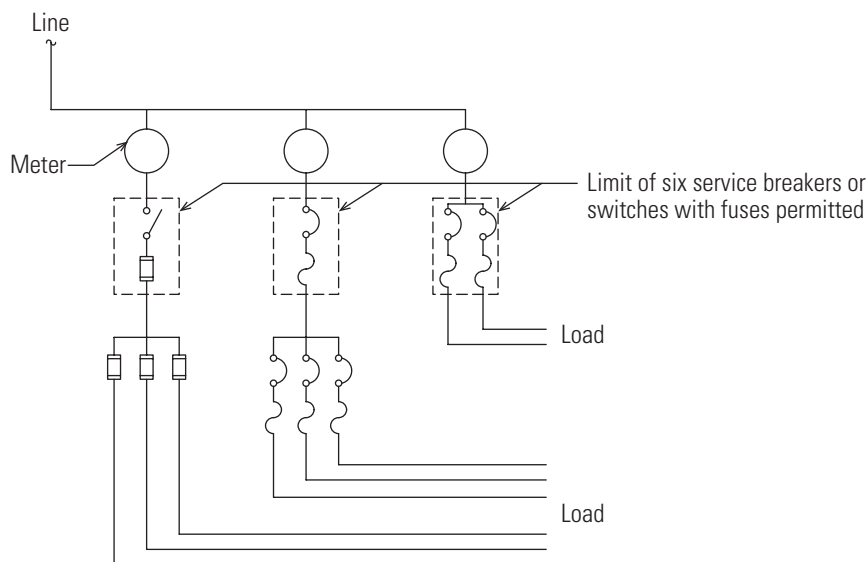 Line
Meter
Limit of six service breakers or
switches with fuses permitted
Load
Load